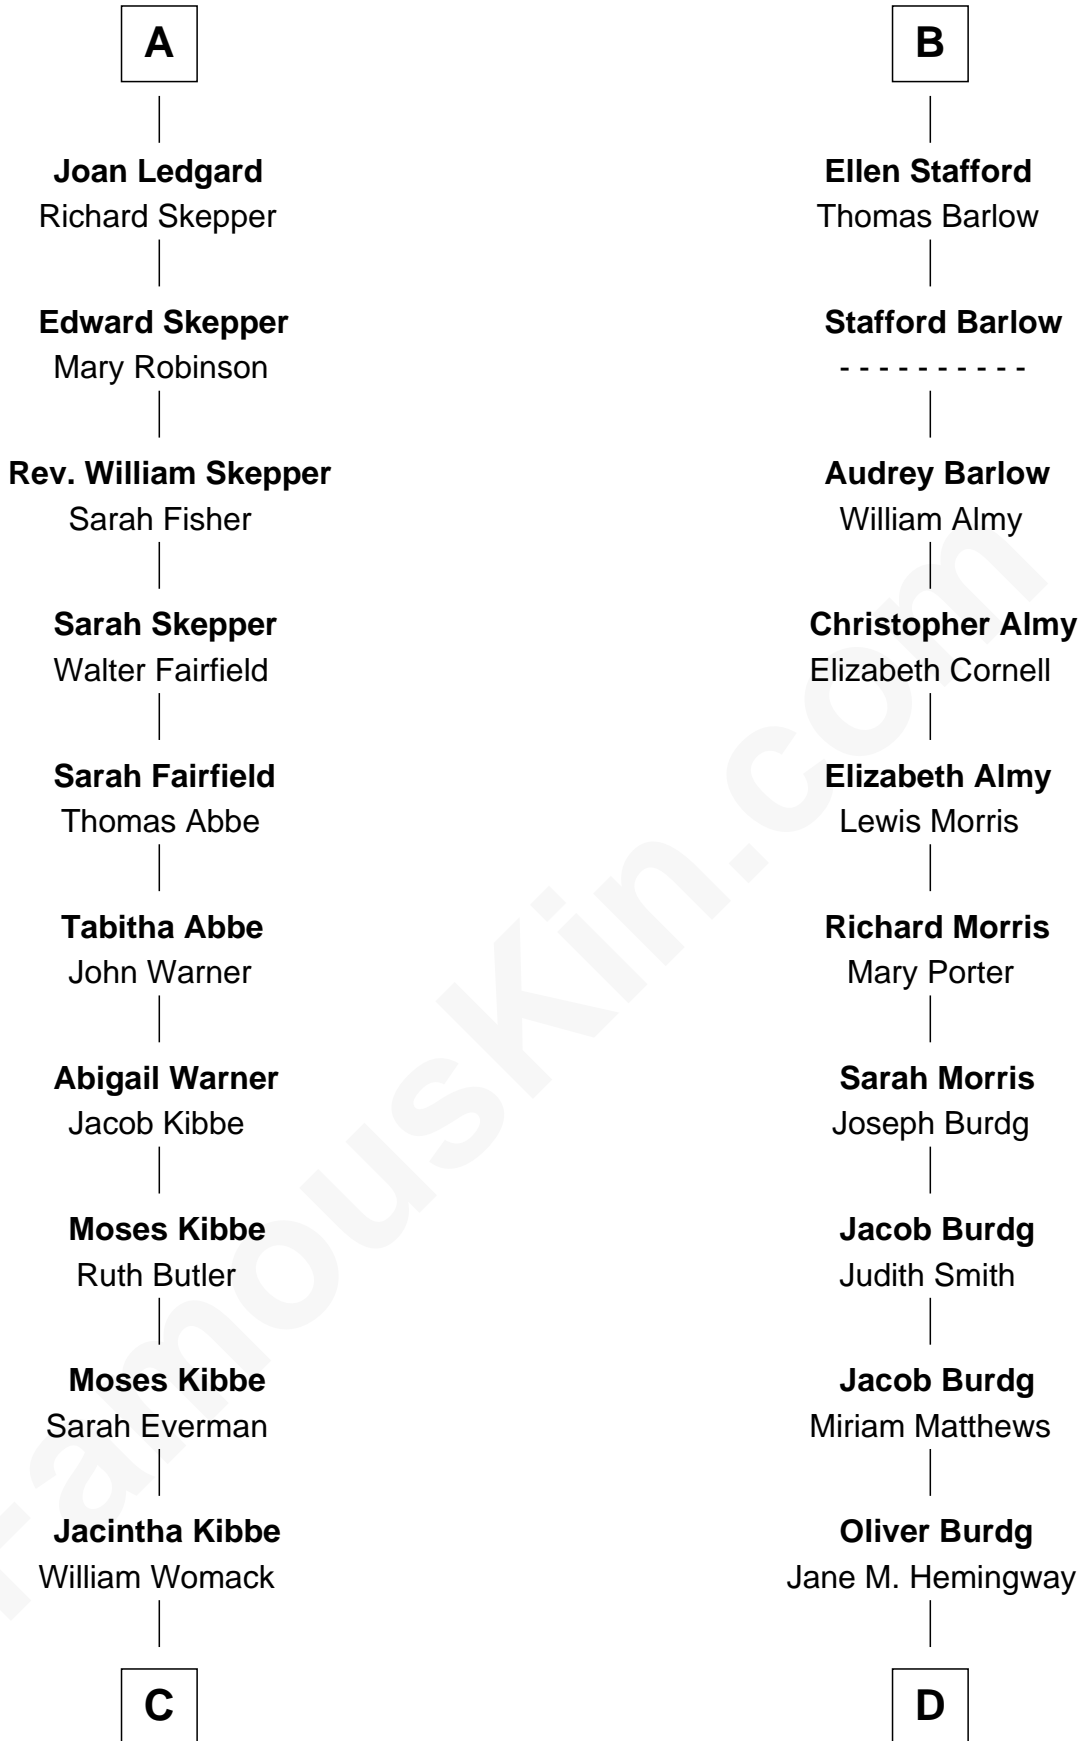 A
Joan Ledgard
Richard Skepper
Edward Skepper
Mary Robinson
Rev. William Skepper
Sarah Fisher
Sarah Skepper
Walter Fairfield
Sarah Fairfield
Thomas Abbe
Tabitha Abbe
John Warner
Abigail Warner
Jacob Kibbe
Moses Kibbe
Ruth Butler
Moses Kibbe
Sarah Everman
Jacintha Kibbe
William Womack
C
B
Ellen Stafford
Thomas Barlow
Stafford Barlow
- - - - - - - - - -
Audrey Barlow
William Almy
Christopher Almy
Elizabeth Cornell
Elizabeth Almy
Lewis Morris
Richard Morris
Mary Porter
Sarah Morris
Joseph Burdg
Jacob Burdg
Judith Smith
Jacob Burdg
Miriam Matthews
Oliver Burdg
Jane M. Hemingway
D
FamousKin.com